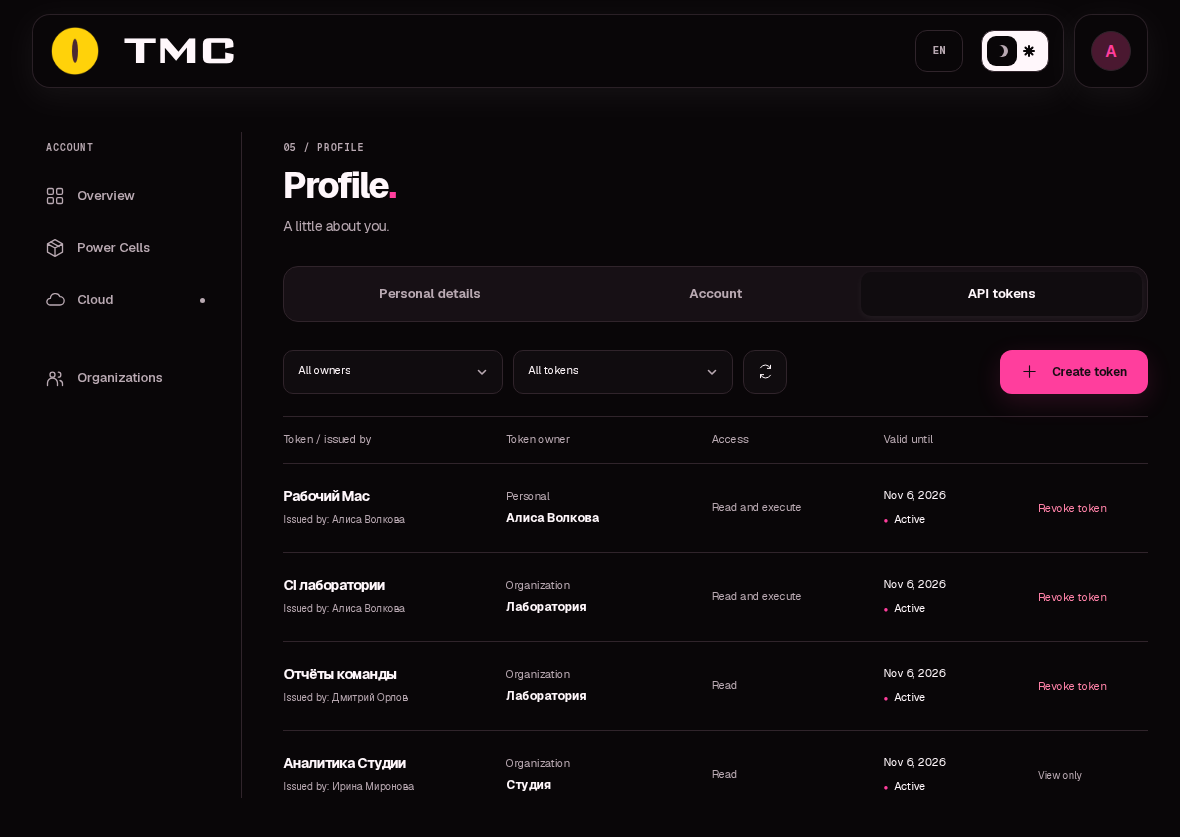 TMC
EN
A
ACCOUNT
Overview
Power Cells
Cloud
Organizations
05 / PROFILE
Profile.
A little about you.
Personal details
Account
API tokens
All owners
All tokens
Create token
Token / issued by
Token owner
Access
Valid until
Рабочий Mac
Issued by: Алиса Волкова
Personal
Алиса Волкова
Read and execute
Nov 6, 2026
Active
Revoke token
CI лаборатории
Issued by: Алиса Волкова
Organization
Лаборатория
Read and execute
Nov 6, 2026
Active
Revoke token
Отчёты команды
Issued by: Дмитрий Орлов
Organization
Лаборатория
Read
Nov 6, 2026
Active
Revoke token
Аналитика Студии
Issued by: Ирина Миронова
Organization
Студия
Read
Nov 6, 2026
Active
View only